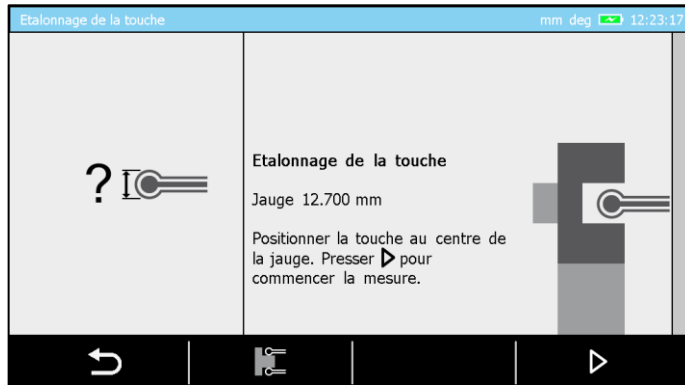 Etalonnage de la touche
mm deg 12:23:17
?
Etalonnage de la touche
Jauge 12.700 mm
Positionner la touche au centre de
la jauge. Presser pour
commencer la mesure.